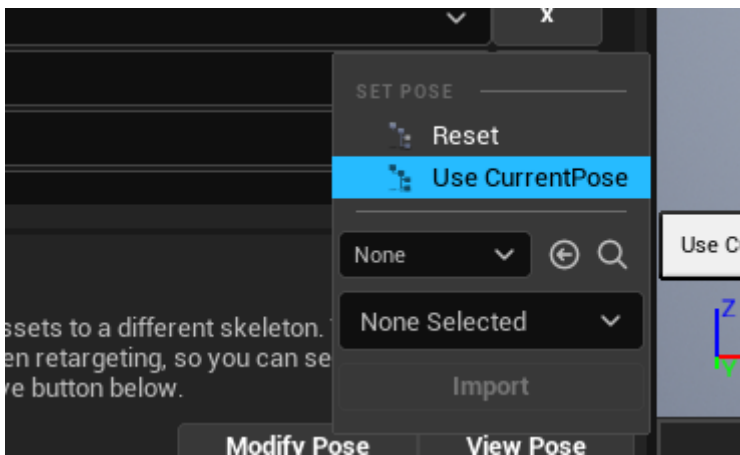 x
SET POSE
Reset
Use CurrentPose
None
Use C
None Selected
ssets to a different skeleton.
en retargeting, so you can se
ve button below.
Import
Modify Pose
View Pose
Z
Y